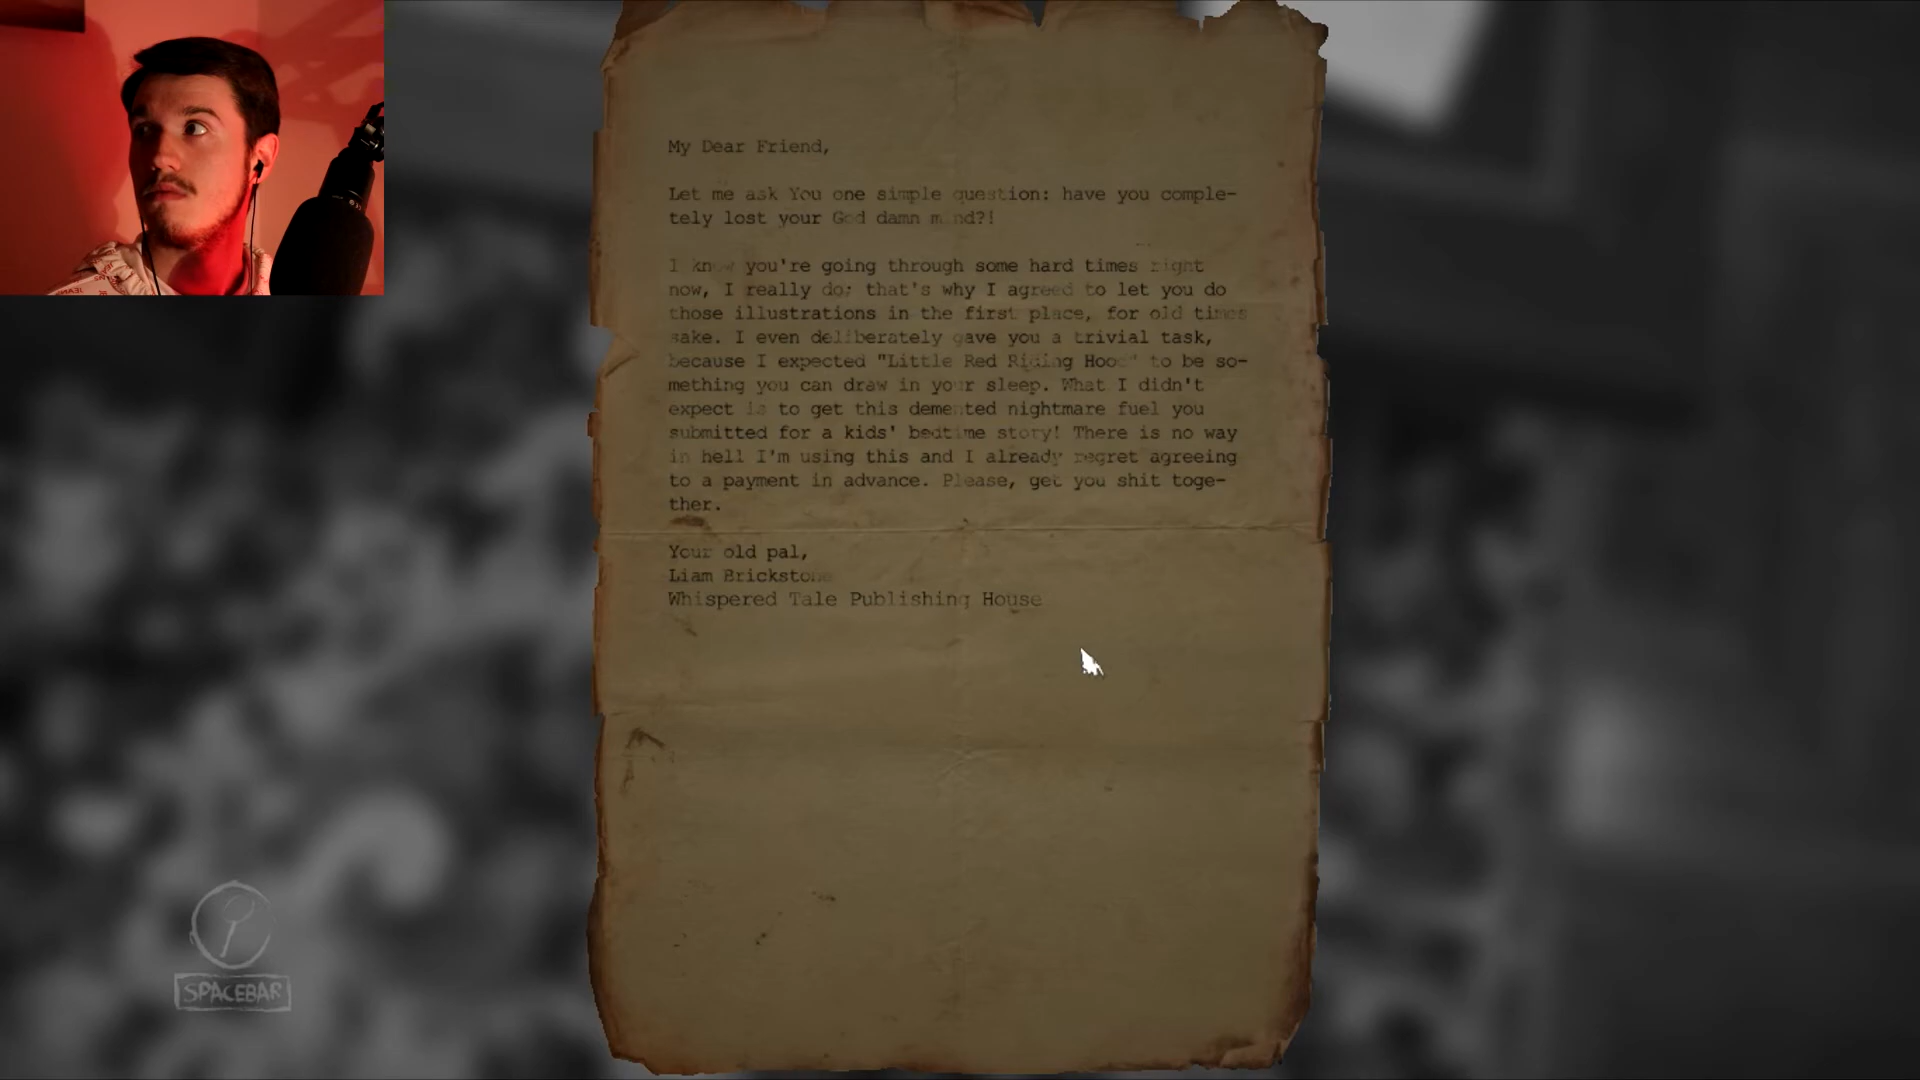 My Dear Friend,
Let me ask You one simple question: have you comple-
tely lost your God damn mind?!
I know you're going through some hard times right
now, I really do; that's why I agreed to let you do
those illustrations in the first place, for old times
sake. I even deliberately gave you a trivial task,
because I expected "Little Red Riding Hood" to be so-
mething you can draw in your sleep. What I didn't
expect is to get this demented nightmare fuel you
submitted for a kids' bedtime story! There is no way
in hell I'm using this and I already regret agreeing
to a payment in advance. Please, get you shit toge-
ther.
Your old pal,
Liam Brickstone
Whispered Tale Publishing House
SPACEBAR